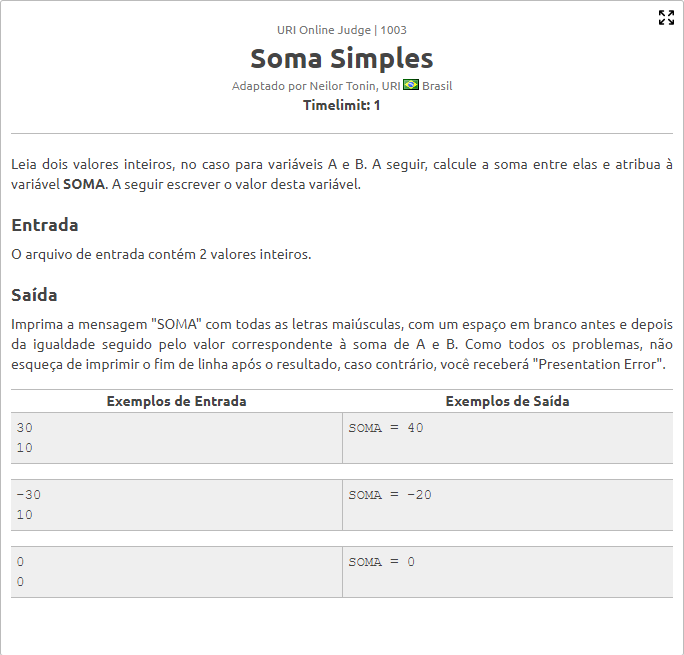 URI Online Judge | 1003
Soma Simples
Adaptado por Neilor Tonin, URI Brasil
Timelimit: 1
Leia dois valores inteiros, no caso para variáveis A e B. A seguir, calcule a soma entre elas e atribua à
variável SOMA. A seguir escrever o valor desta variável.
Entrada
O arquivo de entrada contém 2 valores inteiros.
Saída
Imprima a mensagem "SOMA" com todas as letras maiúsculas, com um espaço em branco antes e depois
da igualdade seguido pelo valor correspondente à soma de A e B. Como todos os problemas, não
esqueça de imprimir o fim de linha após o resultado, caso contrário, você receberá "Presentation Error".
Exemplos de Entrada Exemplos de Saída
30 SOMA = 40
10
-30 SOMA = -20
10
0 SOMA = 0
0